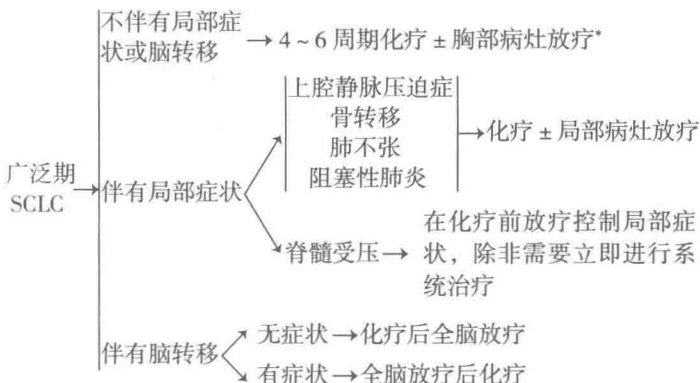 不伴有局部症
状或脑转移
→ 4～6 周期化疗 ± 胸部病灶放疗*
广泛期
SCLC
伴有局部症状
上腔静脉压迫症
骨转移
肺不张
阻塞性肺炎
→化疗 ± 局部病灶放疗
脊髓受压 →
在化疗前放疗控制局部症
状，除非需要立即进行系
统治疗
伴有脑转移
无症状 →化疗后全脑放疗
有症状 →全脑放疗后化疗